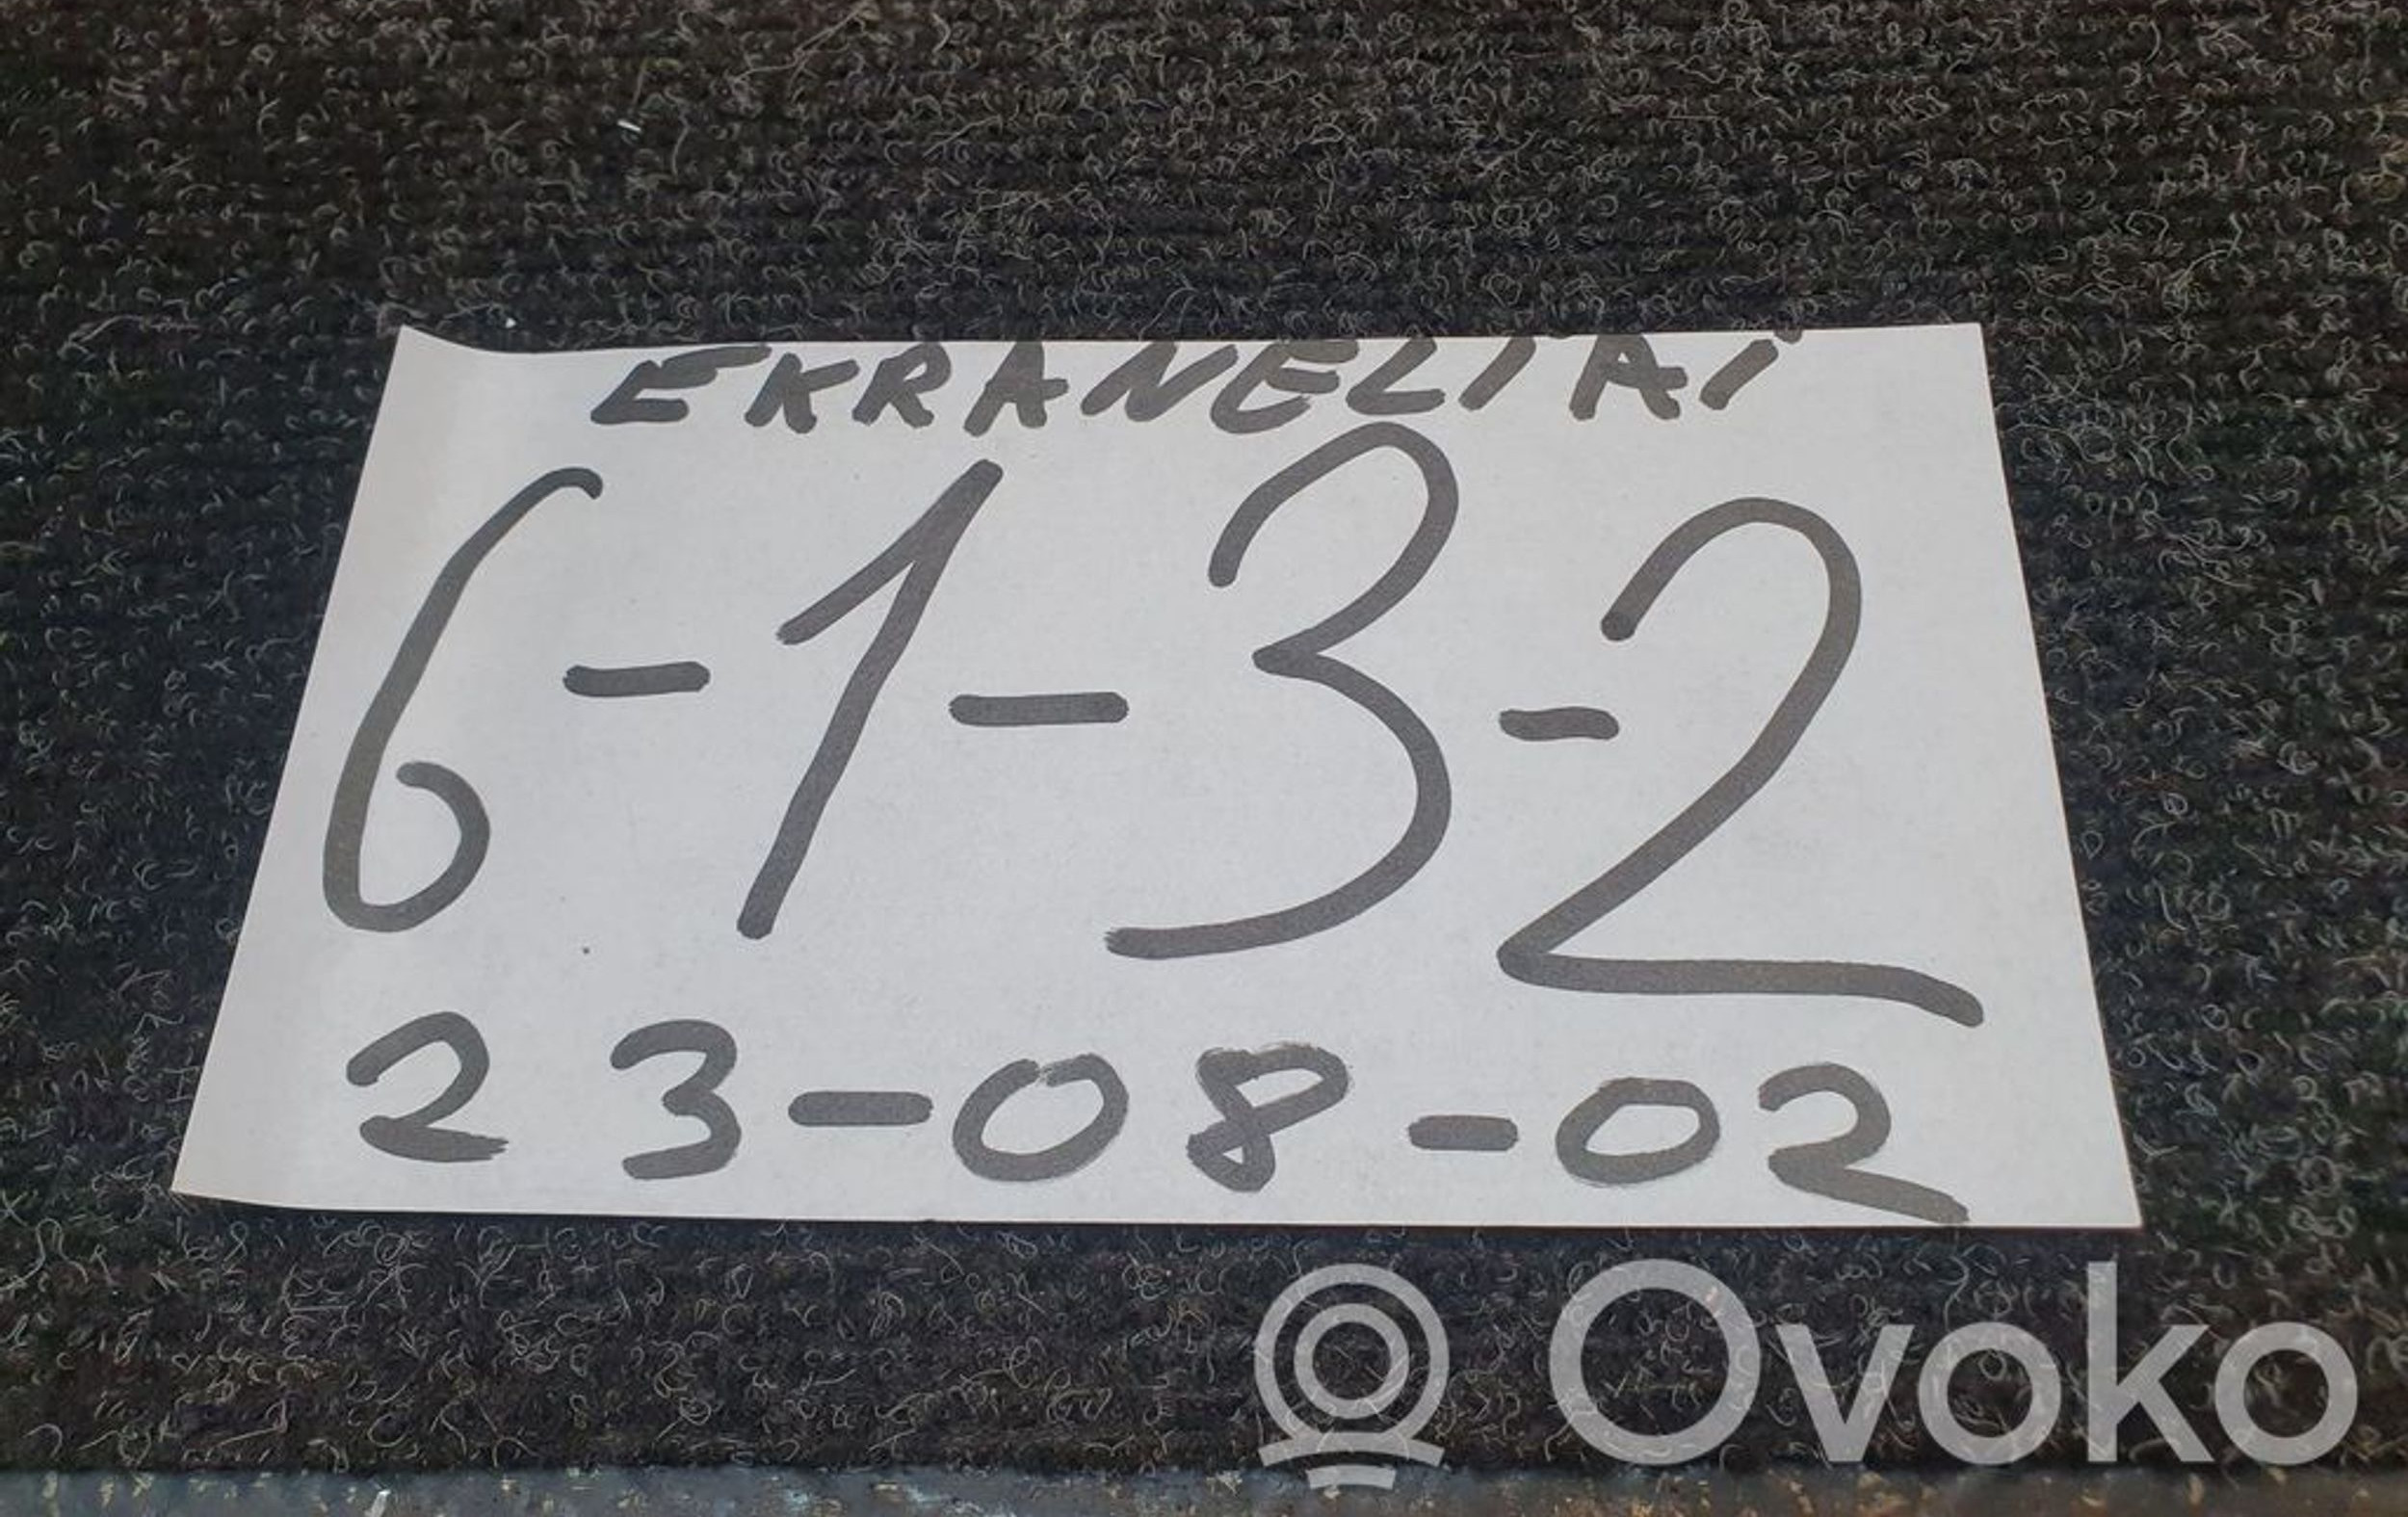 EKRANELIAI
6-1-3-2
23-08-02
Ovoko